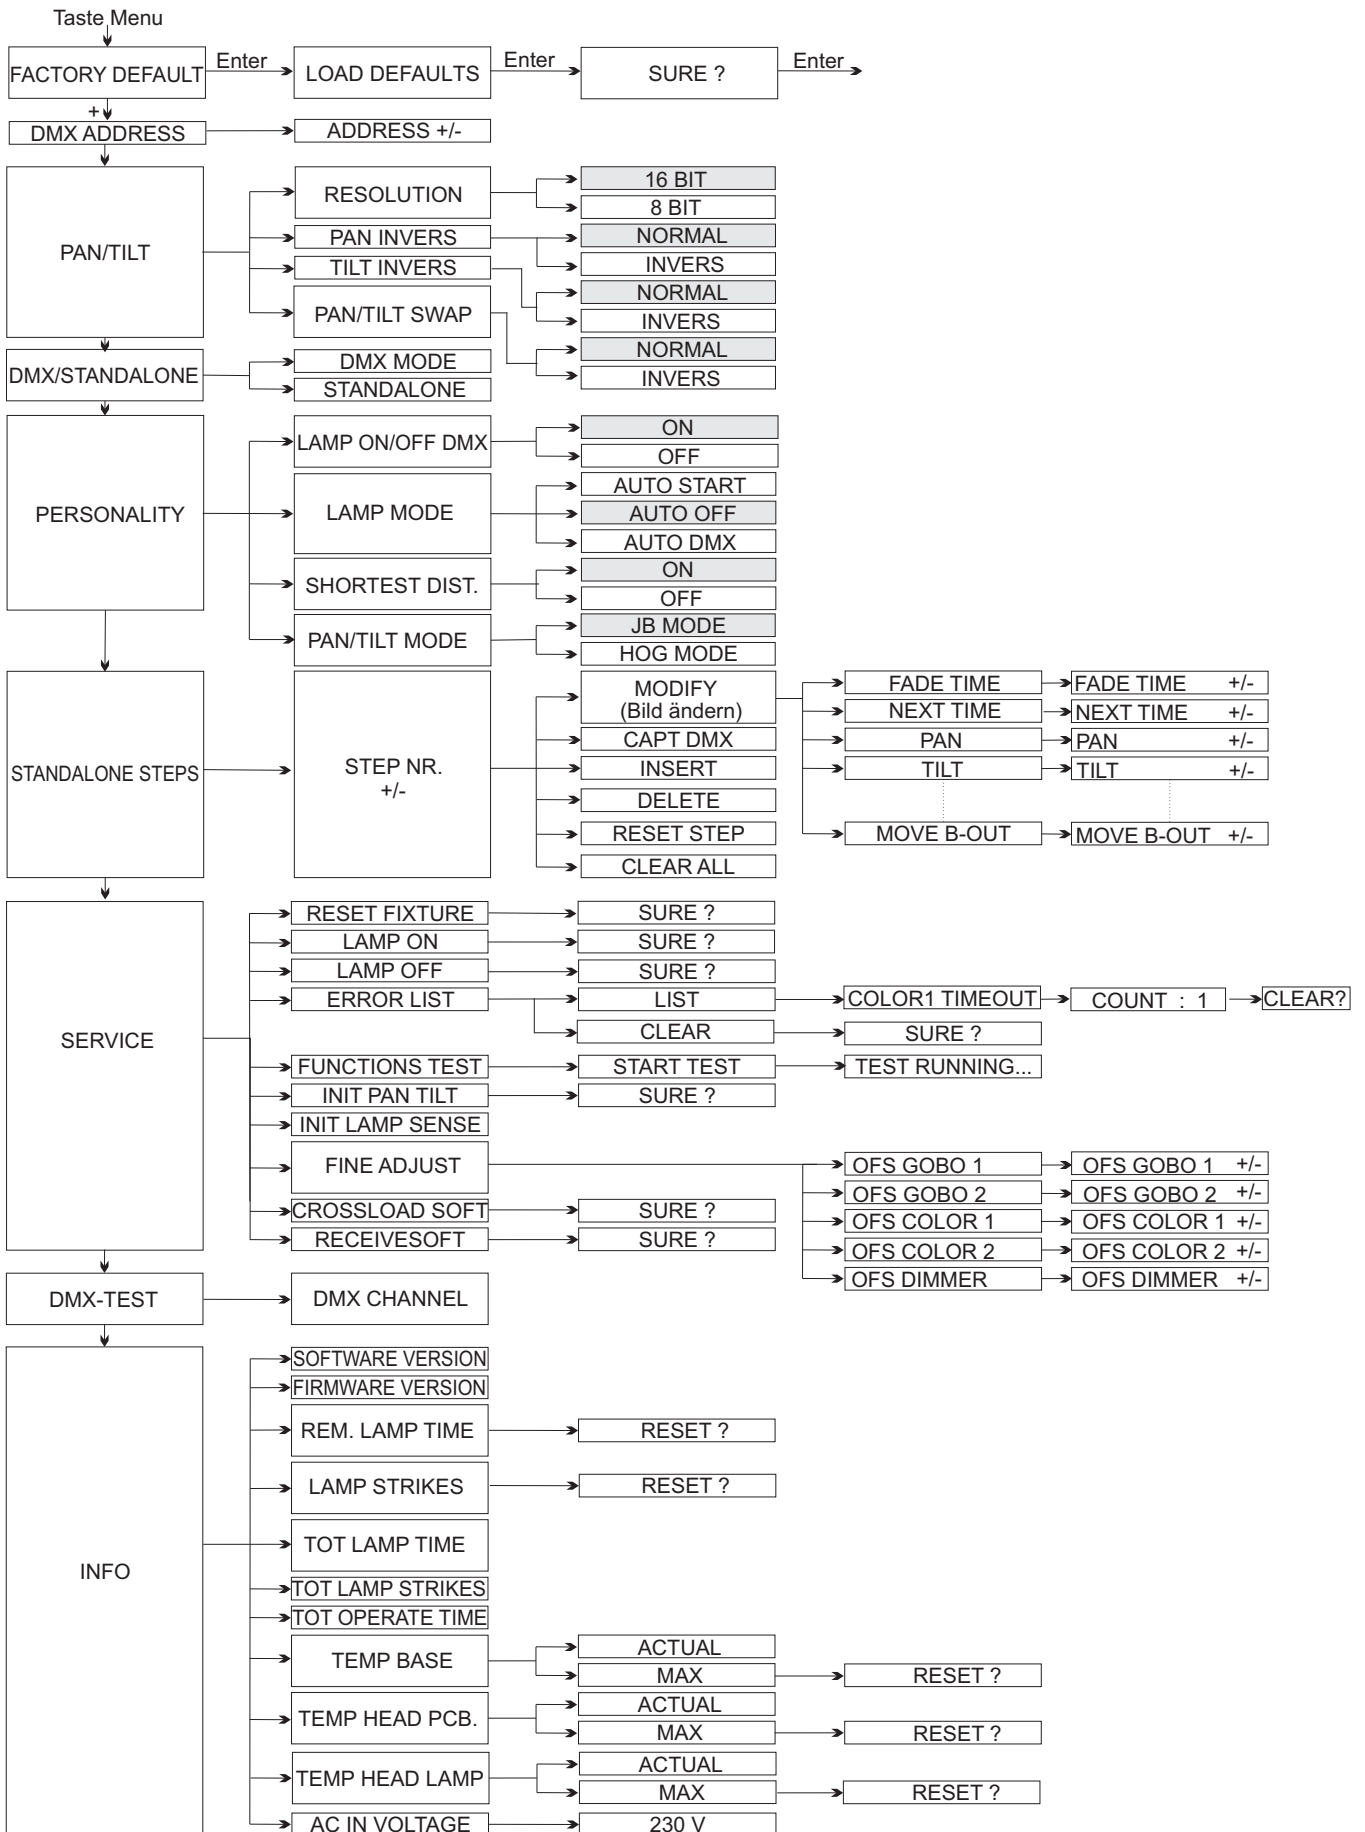 Taste Menu
FACTORY DEFAULT
Enter
LOAD DEFAULTS
Enter
SURE ?
Enter
+
DMX ADDRESS
ADDRESS +/-
PAN/TILT
RESOLUTION
16 BIT
8 BIT
PAN INVERS
NORMAL
INVERS
TILT INVERS
NORMAL
INVERS
PAN/TILT SWAP
NORMAL
INVERS
DMX/STANDALONE
DMX MODE
STANDALONE
PERSONALITY
LAMP ON/OFF DMX
ON
OFF
LAMP MODE
AUTO START
AUTO OFF
AUTO DMX
SHORTEST DIST.
ON
OFF
PAN/TILT MODE
JB MODE
HOG MODE
STANDALONE STEPS
STEP NR.
+/-
MODIFY
(Bild ändern)
FADE TIME
FADE TIME +/-
NEXT TIME
NEXT TIME +/-
PAN
PAN +/-
TILT
TILT +/-
MOVE B-OUT
MOVE B-OUT +/-
CAPT DMX
INSERT
DELETE
RESET STEP
CLEAR ALL
SERVICE
RESET FIXTURE
SURE ?
LAMP ON
SURE ?
LAMP OFF
SURE ?
ERROR LIST
LIST
COLOR1 TIMEOUT
COUNT : 1
CLEAR?
CLEAR
SURE ?
FUNCTIONS TEST
START TEST
TEST RUNNING...
INIT PAN TILT
SURE ?
INIT LAMP SENSE
FINE ADJUST
OFS GOBO 1
OFS GOBO 1 +/-
OFS GOBO 2
OFS GOBO 2 +/-
OFS COLOR 1
OFS COLOR 1 +/-
OFS COLOR 2
OFS COLOR 2 +/-
OFS DIMMER
OFS DIMMER +/-
CROSSLOAD SOFT
SURE ?
RECEIVESOFT
SURE ?
DMX-TEST
DMX CHANNEL
INFO
SOFTWARE VERSION
FIRMWARE VERSION
REM. LAMP TIME
RESET ?
LAMP STRIKES
RESET ?
TOT LAMP TIME
TOT LAMP STRIKES
TOT OPERATE TIME
TEMP BASE
ACTUAL
MAX
RESET ?
TEMP HEAD PCB.
ACTUAL
MAX
RESET ?
TEMP HEAD LAMP
ACTUAL
MAX
RESET ?
AC IN VOLTAGE
230 V